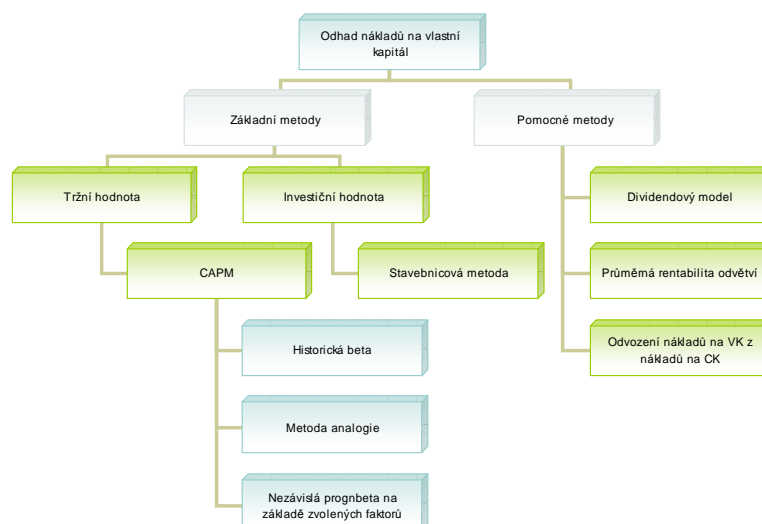 Odhad nákladů na vlastní
kapitál
Základní metody
Pomocné metody
Tržní hodnota
Investiční hodnota
Dividendový model
CAPM
Stavebnicová metoda
Průměrná rentabilita odvětví
Historická beta
Odvození nákladů na VK z
nákladů na CK
Metoda analogie
Nezávislá prognbeta na
základě zvolených faktorů